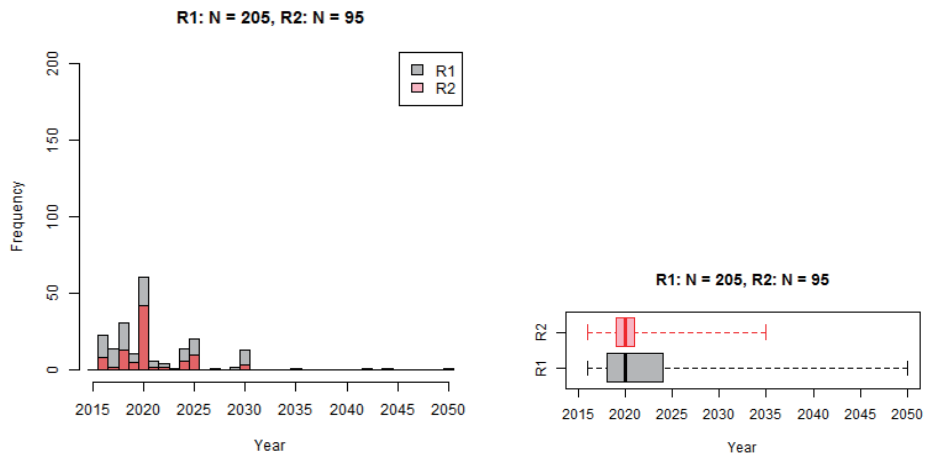 R1: N = 205, R2: N = 95
200
150
100
50
0
Frequency
R1
R2
2015 2020 2025 2030 2035 2040 2045 2050
Year
R1: N = 205, R2: N = 95
R2
R1
2015 2020 2025 2030 2035 2040 2045 2050
Year